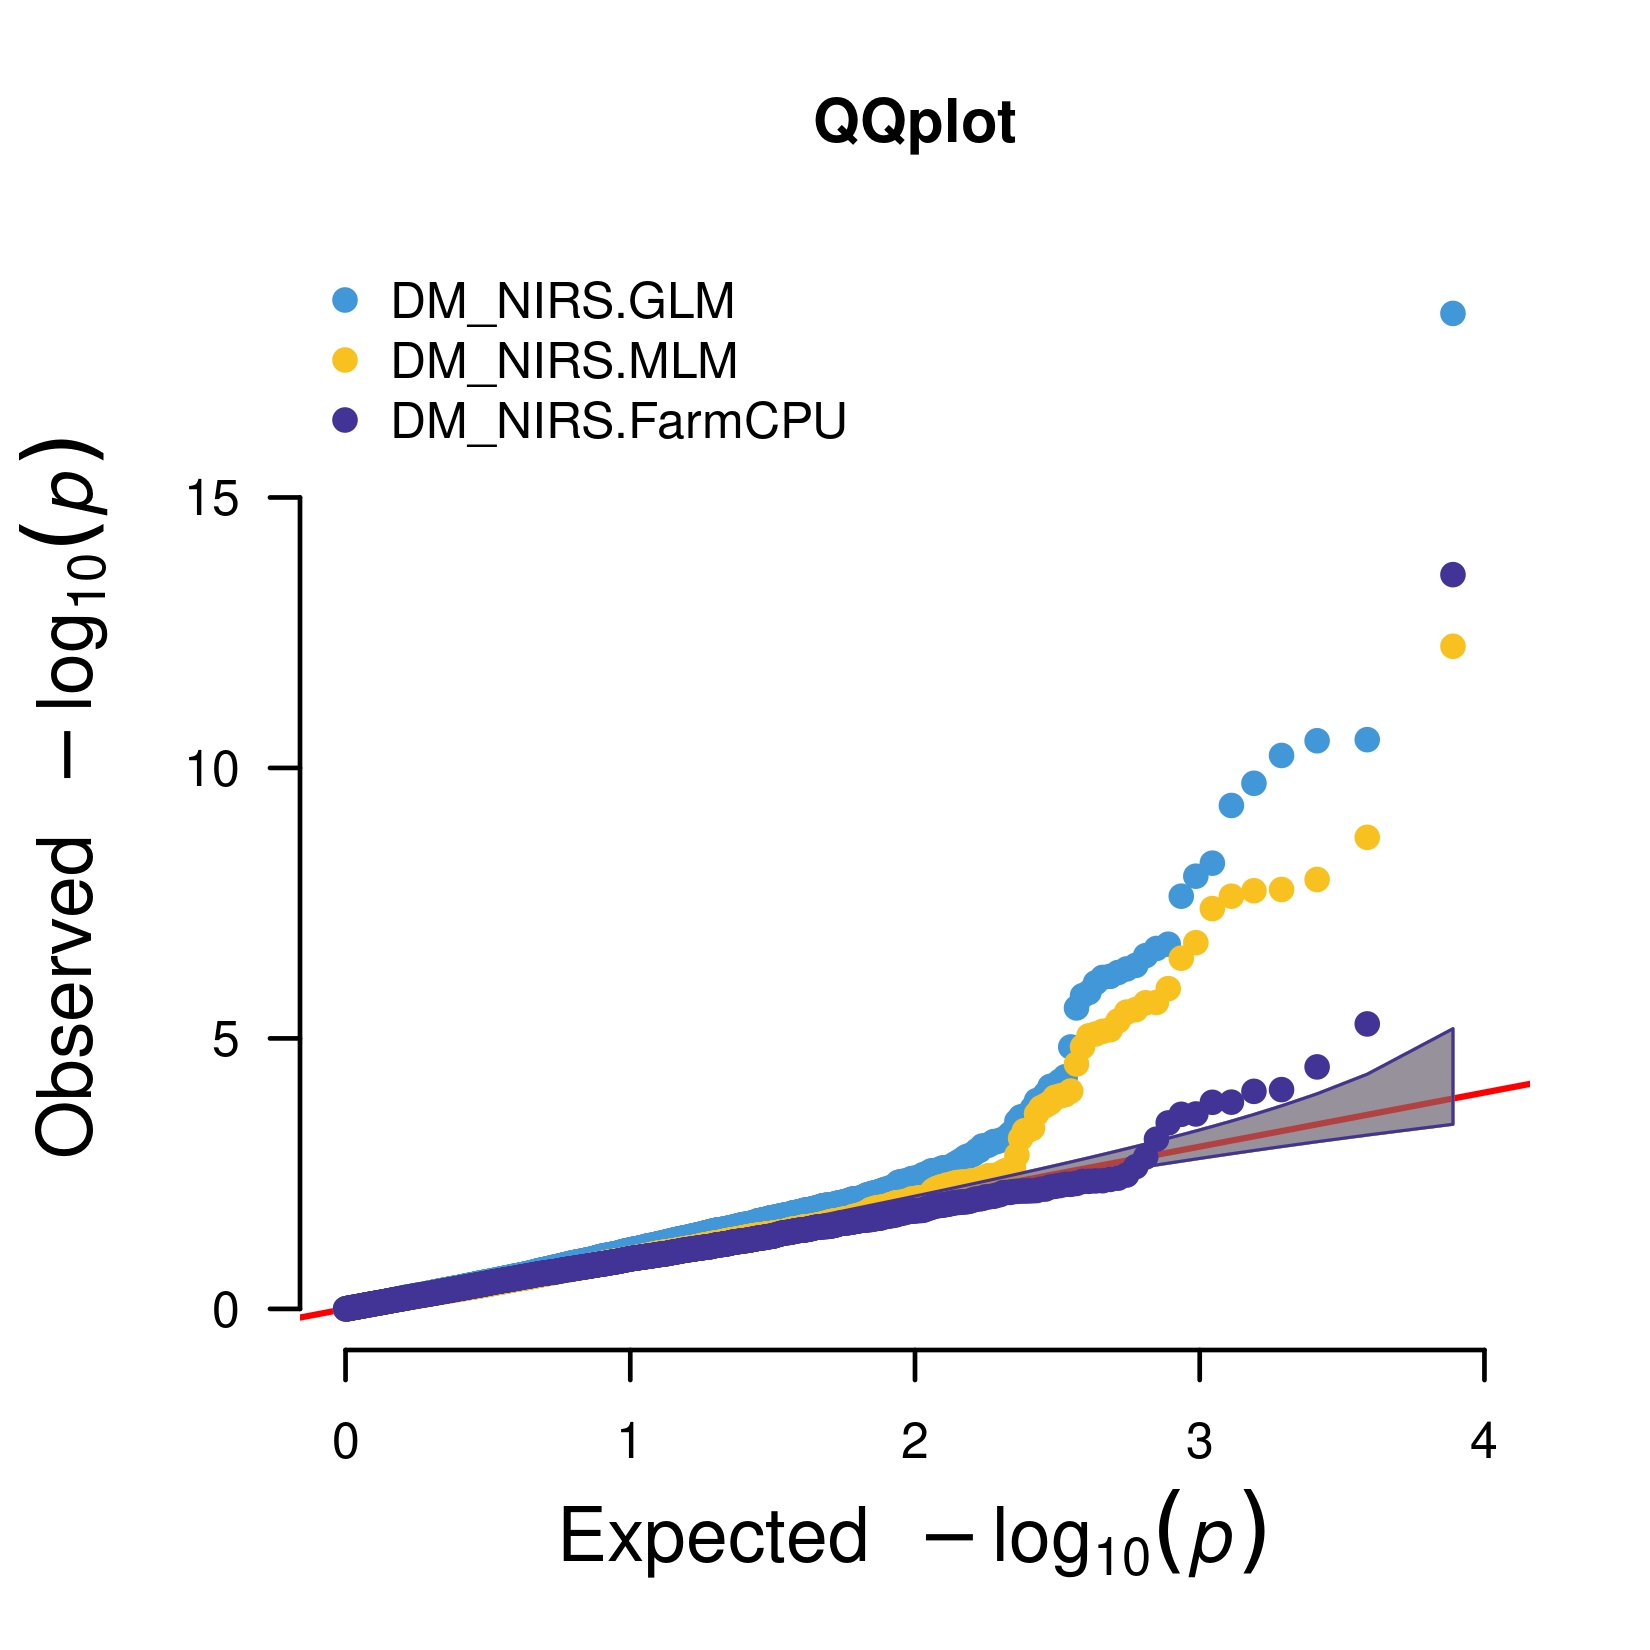 QQplot
DM_NIRS.GLM
DM_NIRS.MLM
DM_NIRS.FarmCPU
Observed −log10(p)
15
10
5
0
0 1 2 3 4
Expected −log10(p)